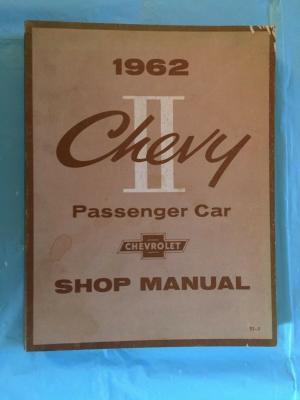 1962
Chevy II
Passenger Car
CHEVROLET
SHOP MANUAL